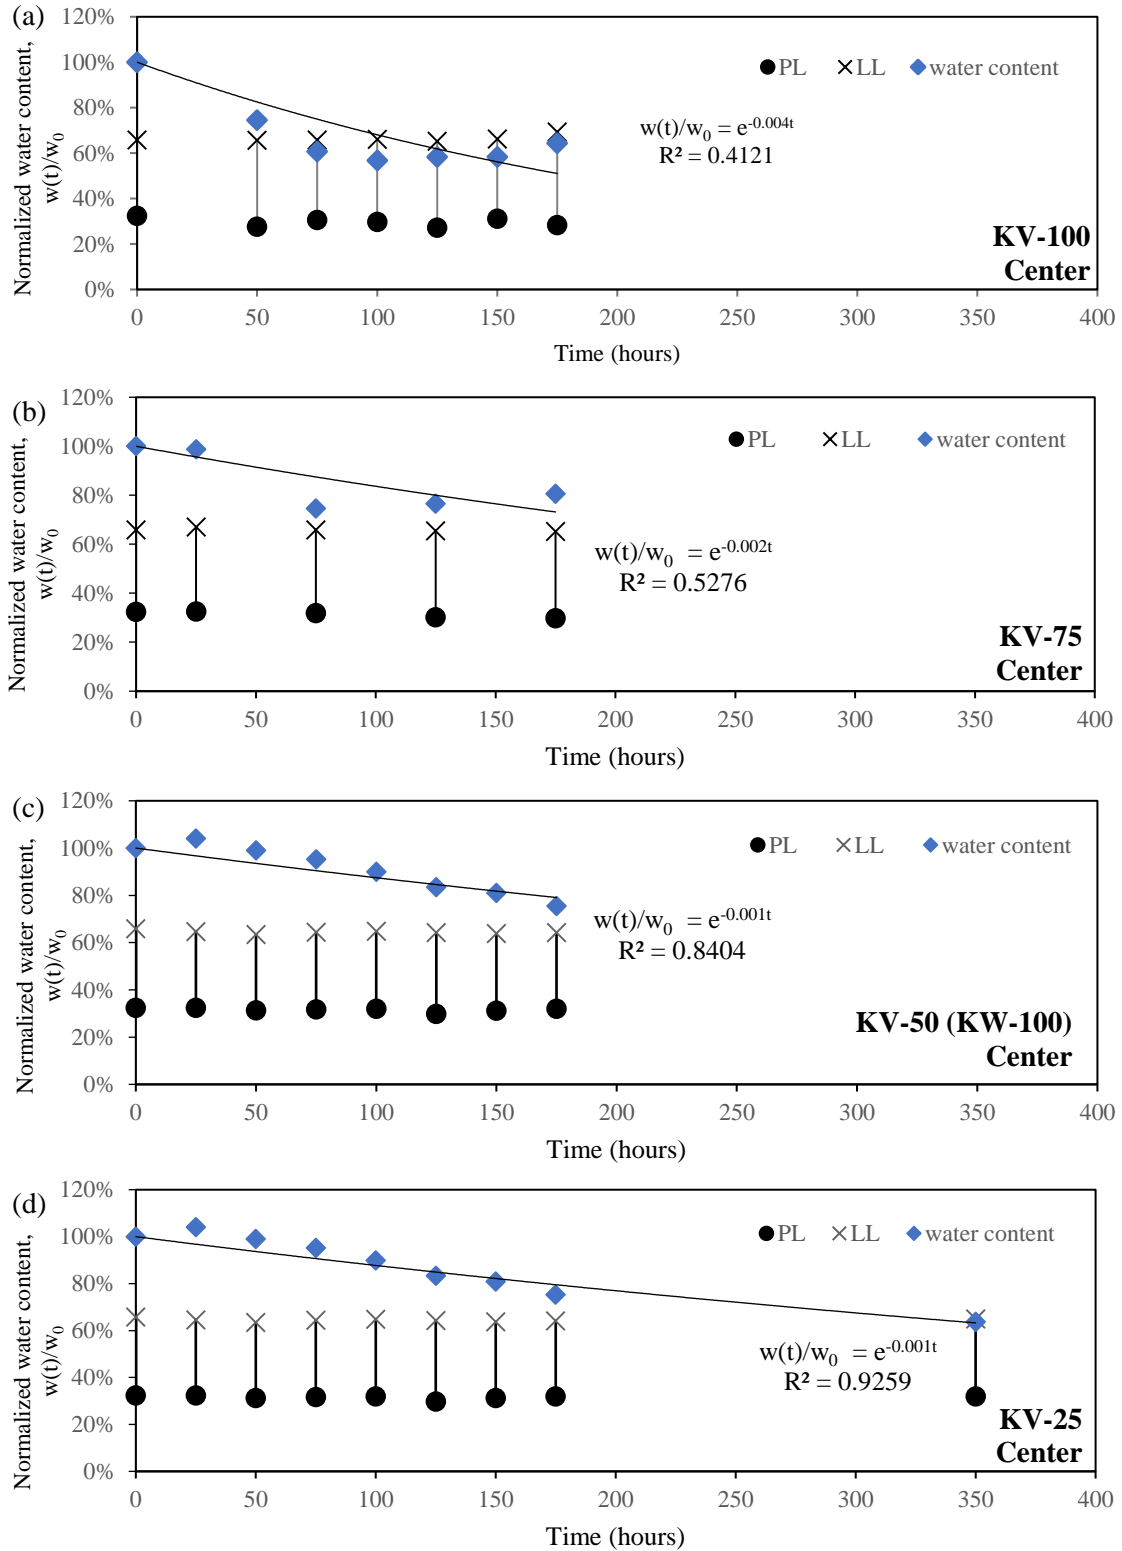 (a)
Normalized water content,
w(t)/w₀
120%
100%
80%
60%
40%
20%
0%
PL LL water content
w(t)/w₀ = e^-0.004t
R² = 0.4121
KV-100
Center
0 50 100 150 200 250 300 350 400
Time (hours)
(b)
Normalized water content,
w(t)/w₀
120%
100%
80%
60%
40%
20%
0%
PL LL water content
w(t)/w₀ = e^-0.002t
R² = 0.5276
KV-75
Center
0 50 100 150 200 250 300 350 400
Time (hours)
(c)
Normalized water content,
w(t)/w₀
120%
100%
80%
60%
40%
20%
0%
PL LL water content
w(t)/w₀ = e^-0.001t
R² = 0.8404
KV-50 (KW-100)
Center
0 50 100 150 200 250 300 350 400
Time (hours)
(d)
Normalized water content,
w(t)/w₀
120%
100%
80%
60%
40%
20%
0%
PL LL water content
w(t)/w₀ = e^-0.001t
R² = 0.9259
KV-25
Center
0 50 100 150 200 250 300 350 400
Time (hours)